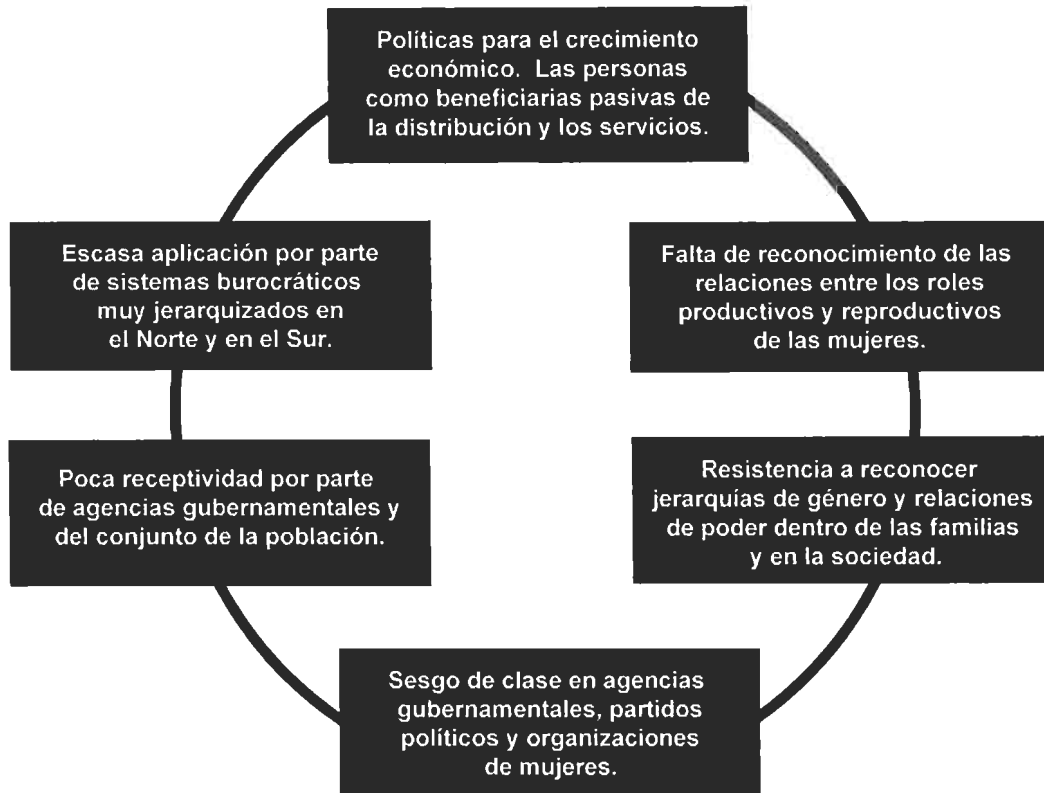 Políticas para el crecimiento
económico. Las personas
como beneficiarias pasivas de
la distribución y los servicios.
Falta de reconocimiento de las
relaciones entre los roles
productivos y reproductivos
de las mujeres.
Resistencia a reconocer
jerarquías de género y relaciones
de poder dentro de las familias
y en la sociedad.
Sesgo de clase en agencias
gubernamentales, partidos
políticos y organizaciones
de mujeres.
Poca receptividad por parte
de agencias gubernamentales y
del conjunto de la población.
Escasa aplicación por parte
de sistemas burocráticos
muy jerarquizados en
el Norte y en el Sur.